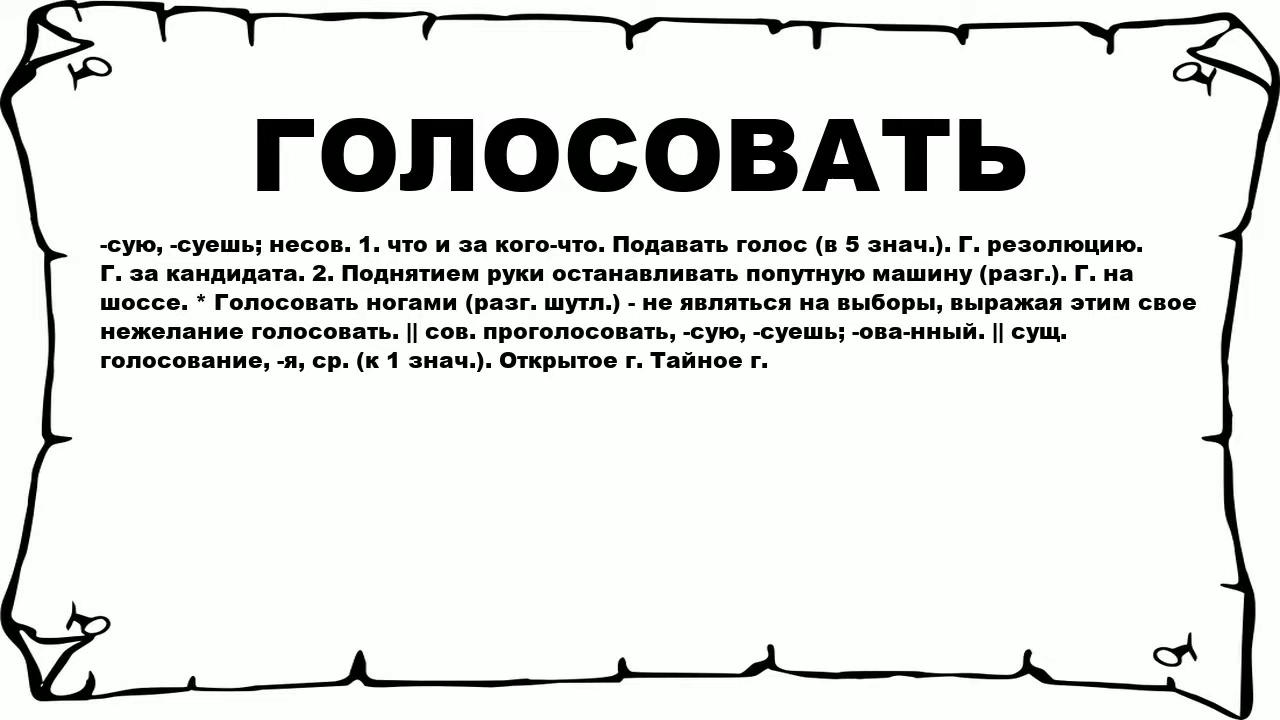 ГОЛОСОВАТЬ
-сую, -суешь; несов. 1. что и за кого-что. Подавать голос (в 5 знач.). Г. резолюцию.
Г. за кандидата. 2. Поднятием руки останавливать попутную машину (разг.). Г. на
шоссе. * Голосовать ногами (разг. шутл.) - не являться на выборы, выражая этим свое
нежелание голосовать. || сов. проголосовать, -сую, -суешь; -ова-нный. || сущ.
голосование, -я, ср. (к 1 знач.). Открытое г. Тайное г.